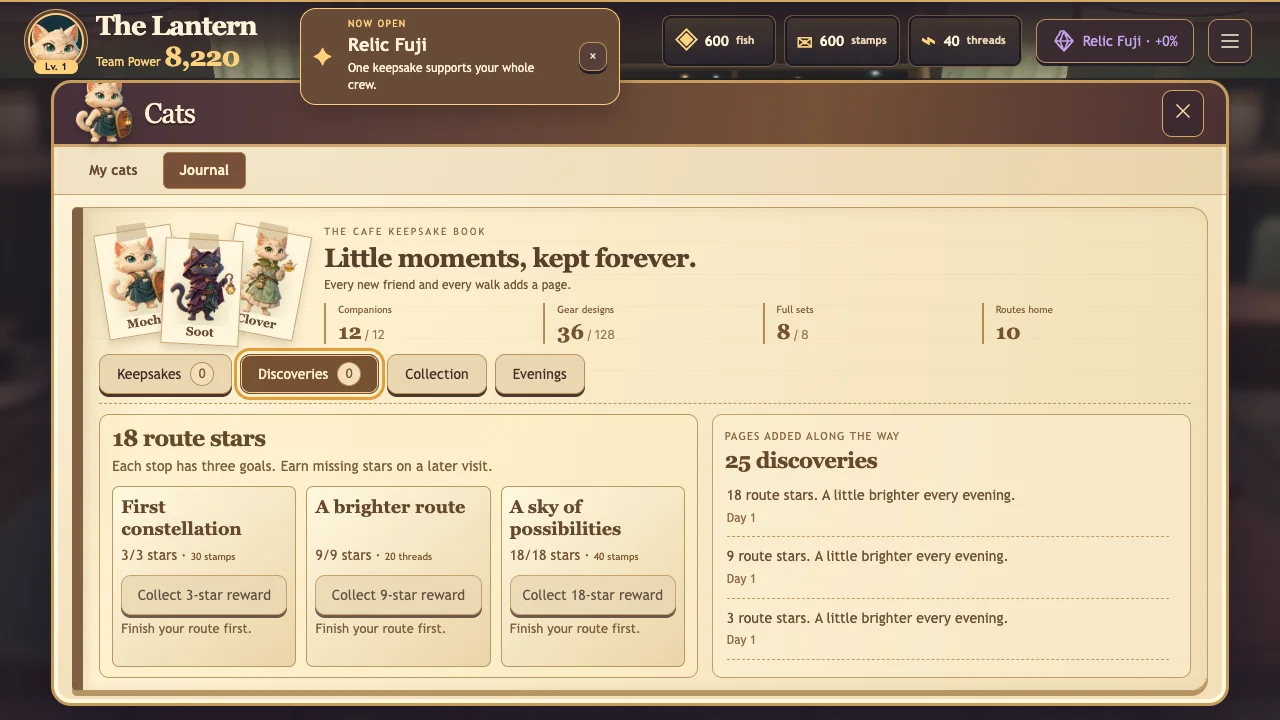 The Lantern
Team Power 8,220
Lv. 1
NOW OPEN
Relic Fuji
One keepsake supports your whole
crew.
×
600 fish
600 stamps
40 threads
Relic Fuji · +0%
Cats
My cats
Journal
Soot
Clover
THE CAFE KEEPSAKE BOOK
Little moments, kept forever.
Every new friend and every walk adds a page.
Companions
12 / 12
Gear designs
36 / 128
Full sets
8 / 8
Routes home
10
Keepsakes 0
Discoveries 0
Collection
Evenings
18 route stars
Each stop has three goals. Earn missing stars on a later visit.
First
constellation
3/3 stars · 30 stamps
Collect 3-star reward
Finish your route first.
A brighter route
9/9 stars · 20 threads
Collect 9-star reward
Finish your route first.
A sky of
possibilities
18/18 stars · 40 stamps
Collect 18-star reward
Finish your route first.
PAGES ADDED ALONG THE WAY
25 discoveries
18 route stars. A little brighter every evening.
Day 1
9 route stars. A little brighter every evening.
Day 1
3 route stars. A little brighter every evening.
Day 1